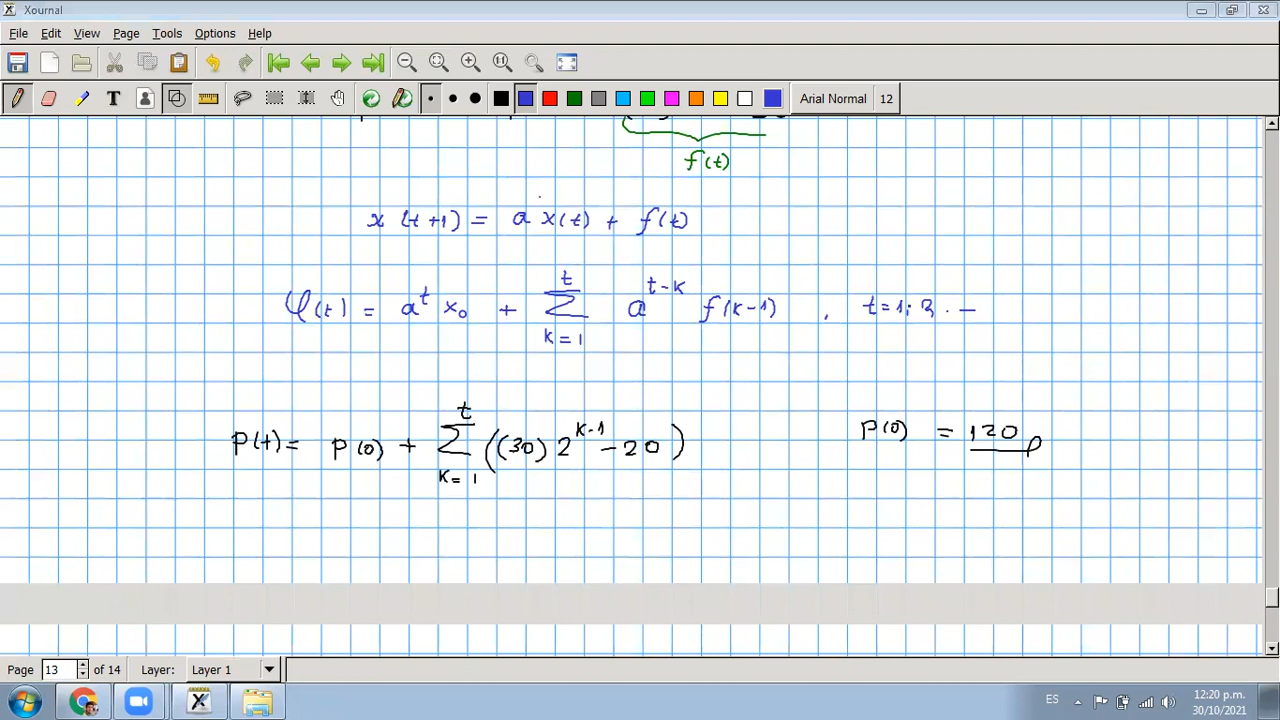 Xournal
File Edit View Page Tools Options Help
Arial Normal 12
f(t)
x(t+1) = a x(t) + f(t)
φ(t) = a^t x_0 + Σ_{k=1}^{t} a^{t-k} f(k-1) , t=1; 2. —
P(t) = P(0) + Σ_{k=1}^{t} ((30) 2^{k-1} - 20) P(0) = 120
Page 13 of 14 Layer: Layer 1
ES 12:20 p.m.
30/10/2021